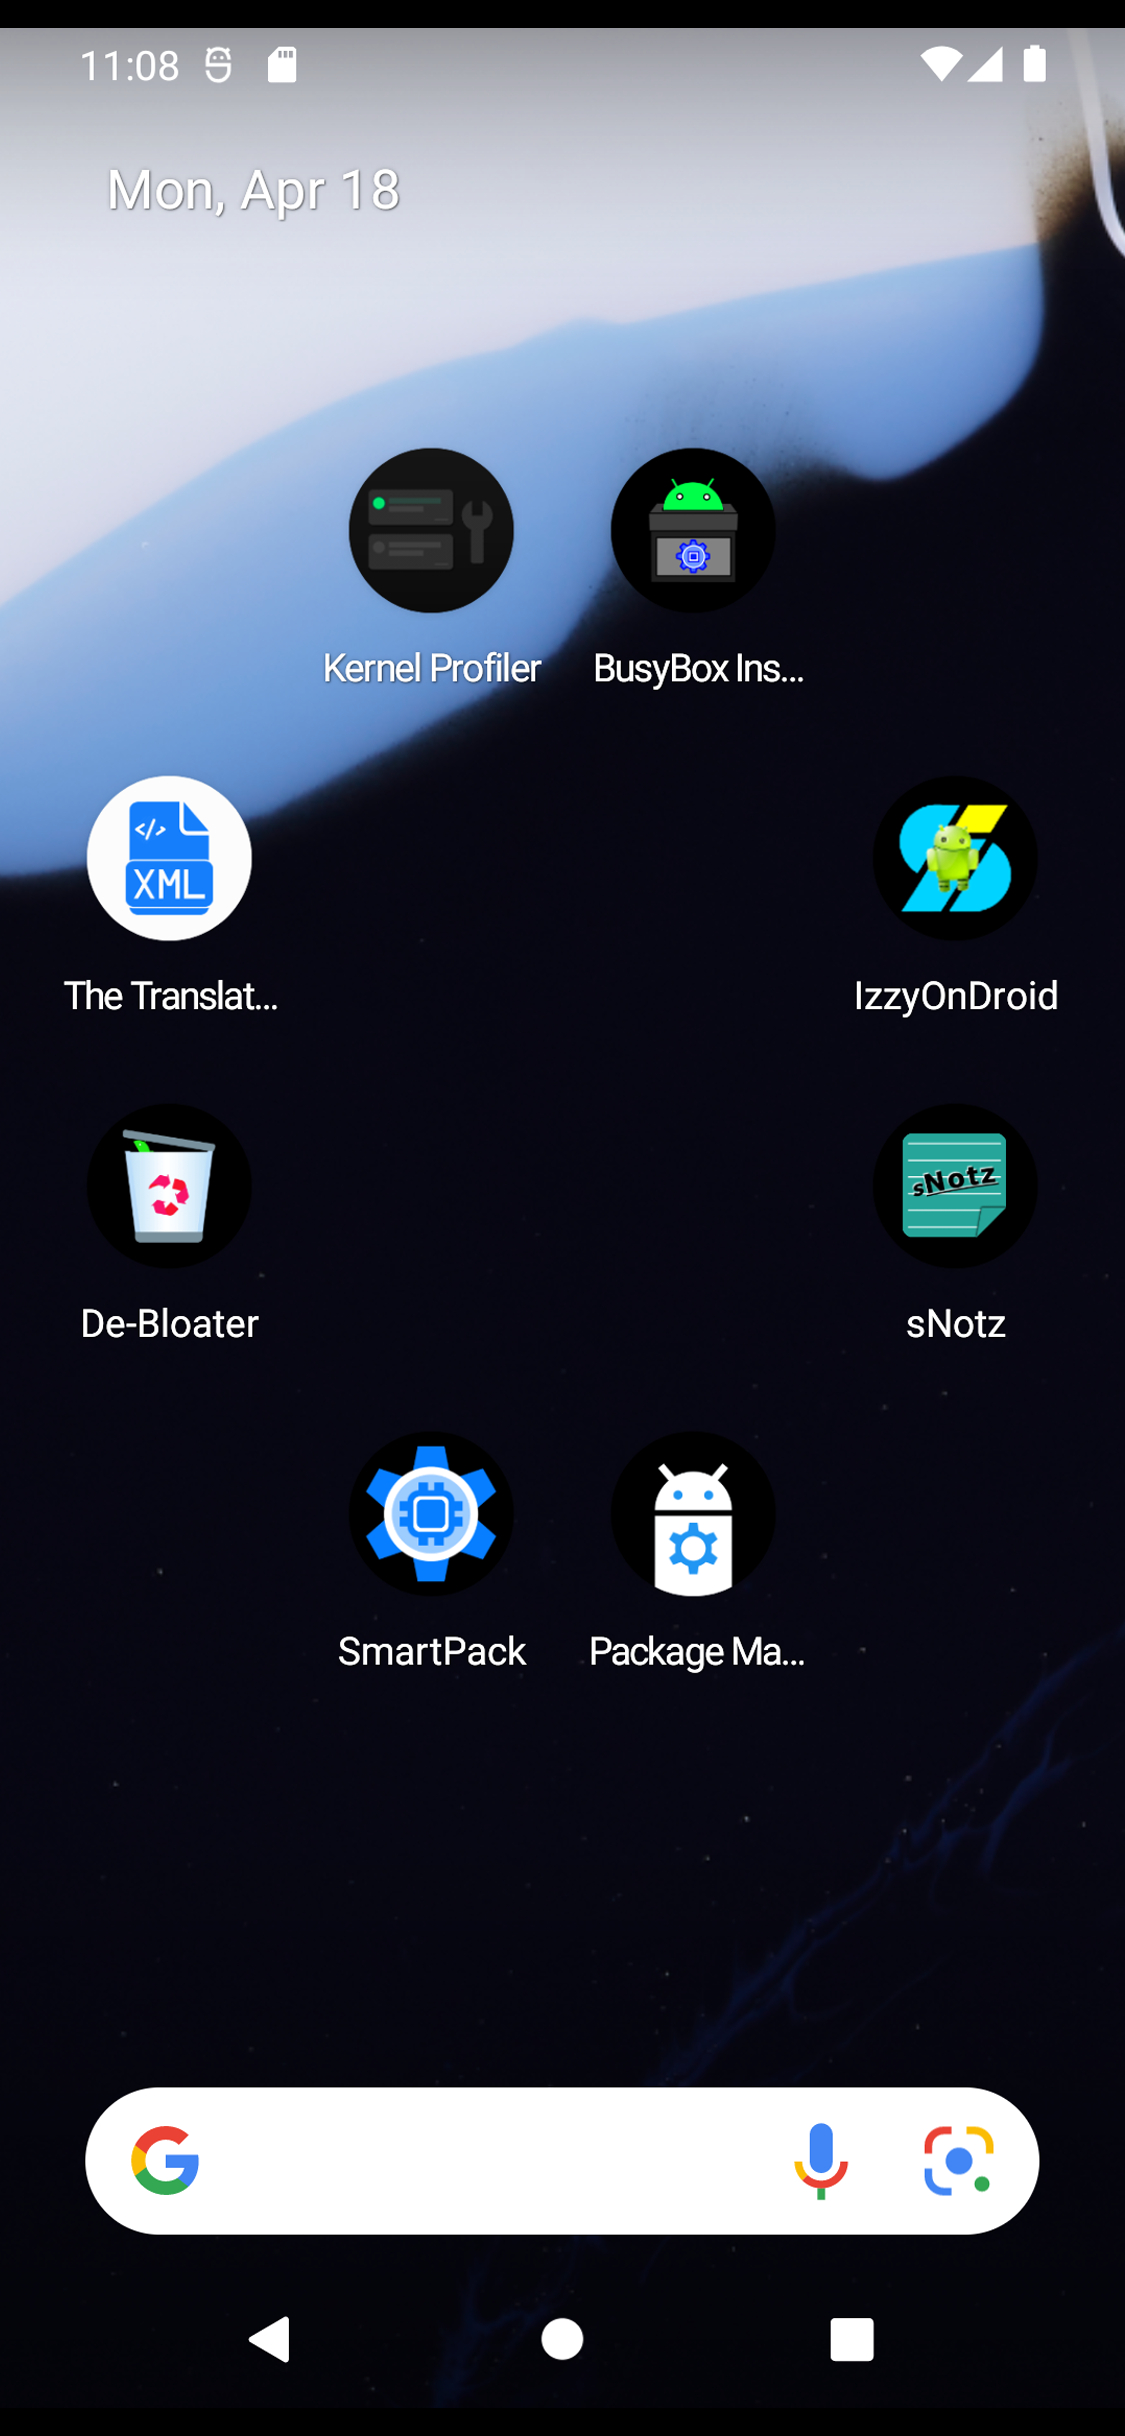 11:08
Mon, Apr 18
Kernel Profiler
BusyBox Ins...
</>
XML
The Translat...
IzzyOnDroid
De-Bloater
sNotz
sNotz
SmartPack
Package Ma...
G